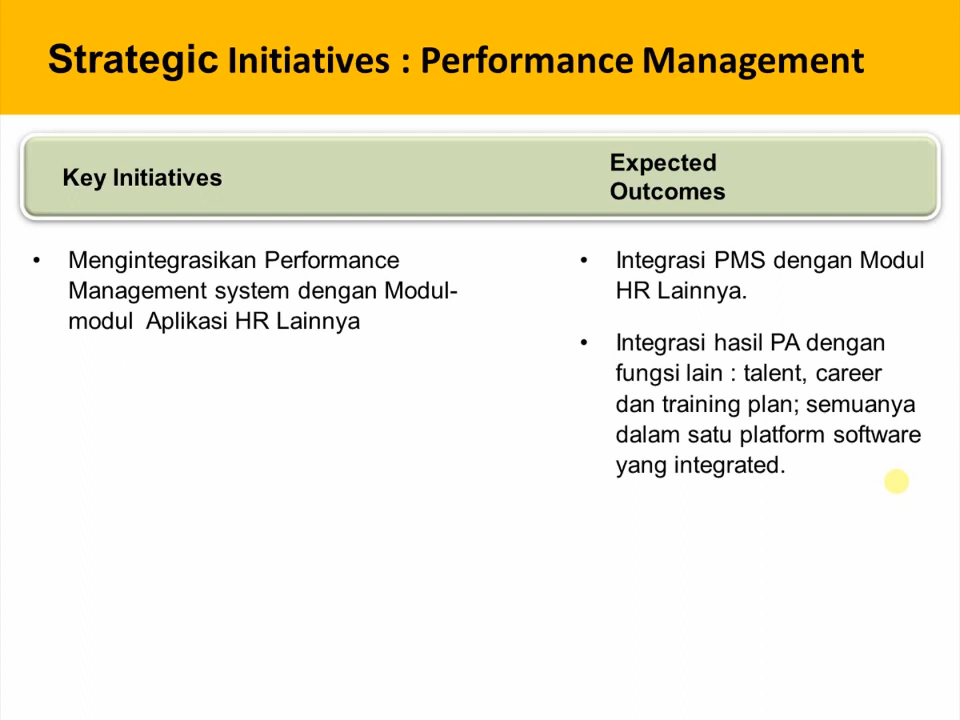 Strategic Initiatives : Performance Management
Key Initiatives
Expected
Outcomes
• Mengintegrasikan Performance
Management system dengan Modul-
modul Aplikasi HR Lainnya
• Integrasi PMS dengan Modul
HR Lainnya.
• Integrasi hasil PA dengan
fungsi lain : talent, career
dan training plan; semuanya
dalam satu platform software
yang integrated.